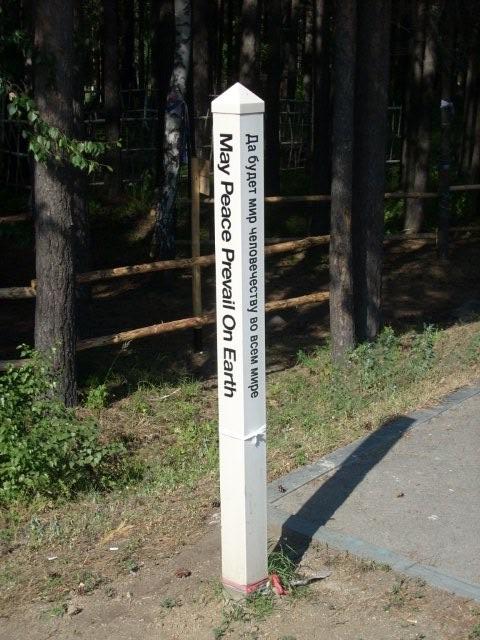 May Peace Prevail On Earth
Да будет мир человечеству во всем мире